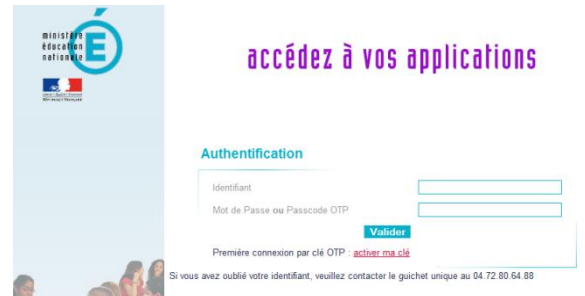 ministère
éducation
nationale
accédez à vos applications
Authentification
Identifiant
Mot de Passe ou Passcode OTP
Valider
Première connexion par clé OTP : activer ma clé
Si vous avez oublié votre identifiant, veuillez contacter le guichet unique au 04.72.80.64.88